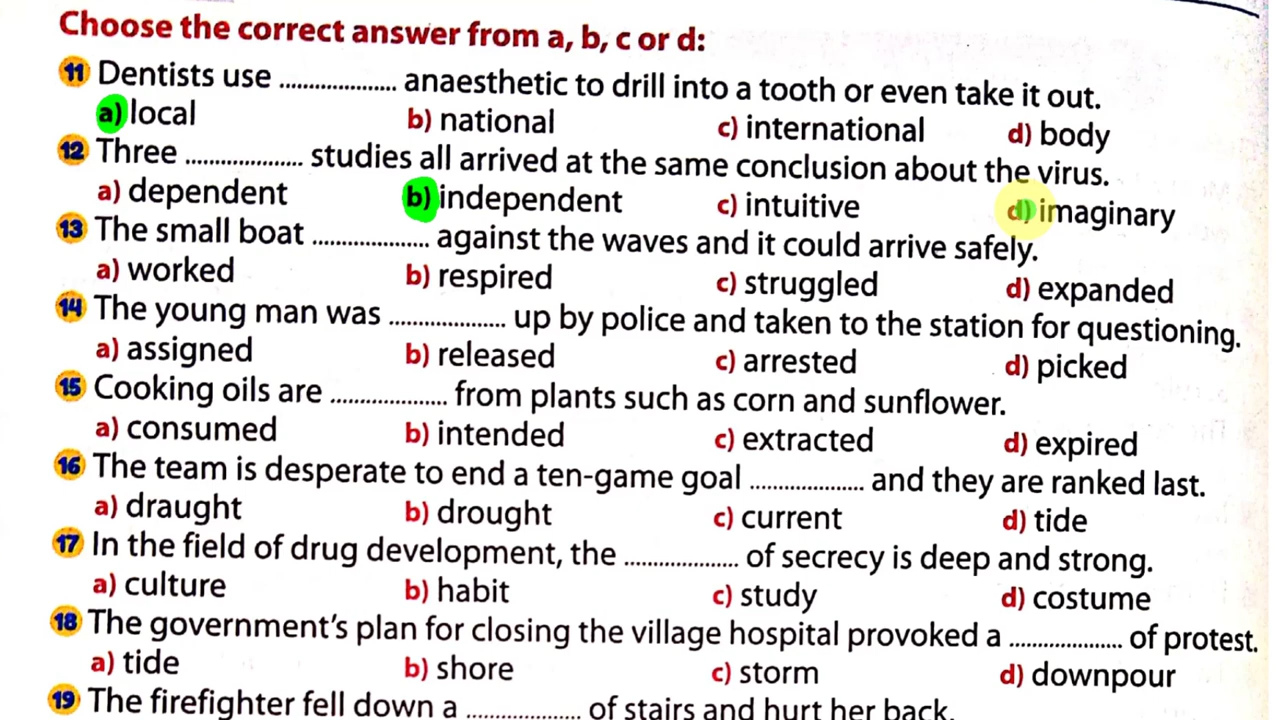 Choose the correct answer from a, b, c or d:
11 Dentists use .................... anaesthetic to drill into a tooth or even take it out.
a) local b) national c) international d) body
12 Three .................... studies all arrived at the same conclusion about the virus.
a) dependent b) independent c) intuitive d) imaginary
13 The small boat .................... against the waves and it could arrive safely.
a) worked b) respired c) struggled d) expanded
14 The young man was .................... up by police and taken to the station for questioning.
a) assigned b) released c) arrested d) picked
15 Cooking oils are .................... from plants such as corn and sunflower.
a) consumed b) intended c) extracted d) expired
16 The team is desperate to end a ten-game goal .................... and they are ranked last.
a) draught b) drought c) current d) tide
17 In the field of drug development, the .................... of secrecy is deep and strong.
a) culture b) habit c) study d) costume
18 The government's plan for closing the village hospital provoked a .................... of protest.
a) tide b) shore c) storm d) downpour
19 The firefighter fell down a .................... of stairs and hurt her back.